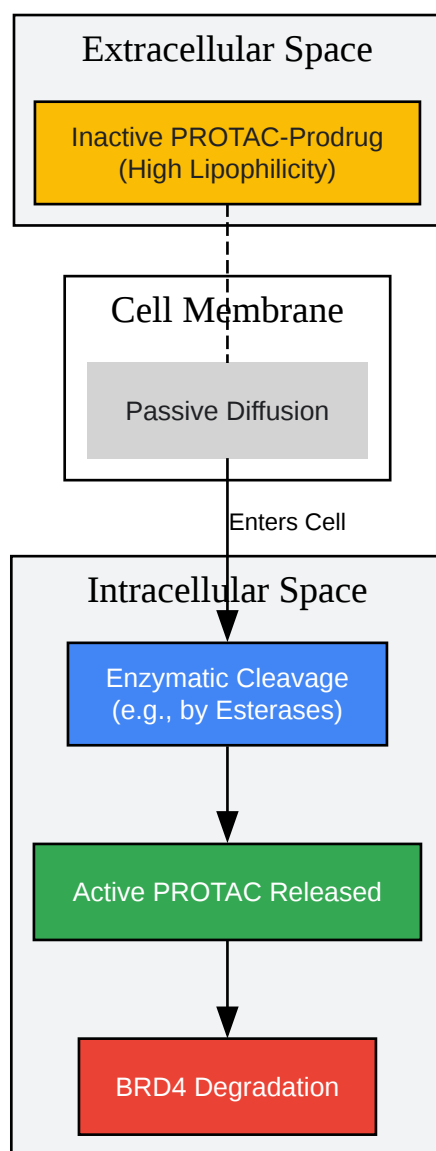 Extracellular Space
Inactive PROTAC-Prodrug
(High Lipophilicity)
Cell Membrane
Passive Diffusion
Enters Cell
Intracellular Space
Enzymatic Cleavage
(e.g., by Esterases)
Active PROTAC Released
BRD4 Degradation